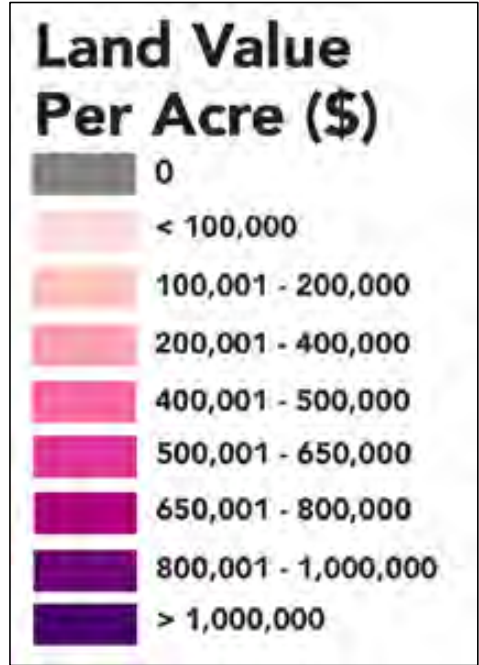 Land Value
Per Acre ($)
0
< 100,000
100,001 - 200,000
200,001 - 400,000
400,001 - 500,000
500,001 - 650,000
650,001 - 800,000
800,001 - 1,000,000
> 1,000,000